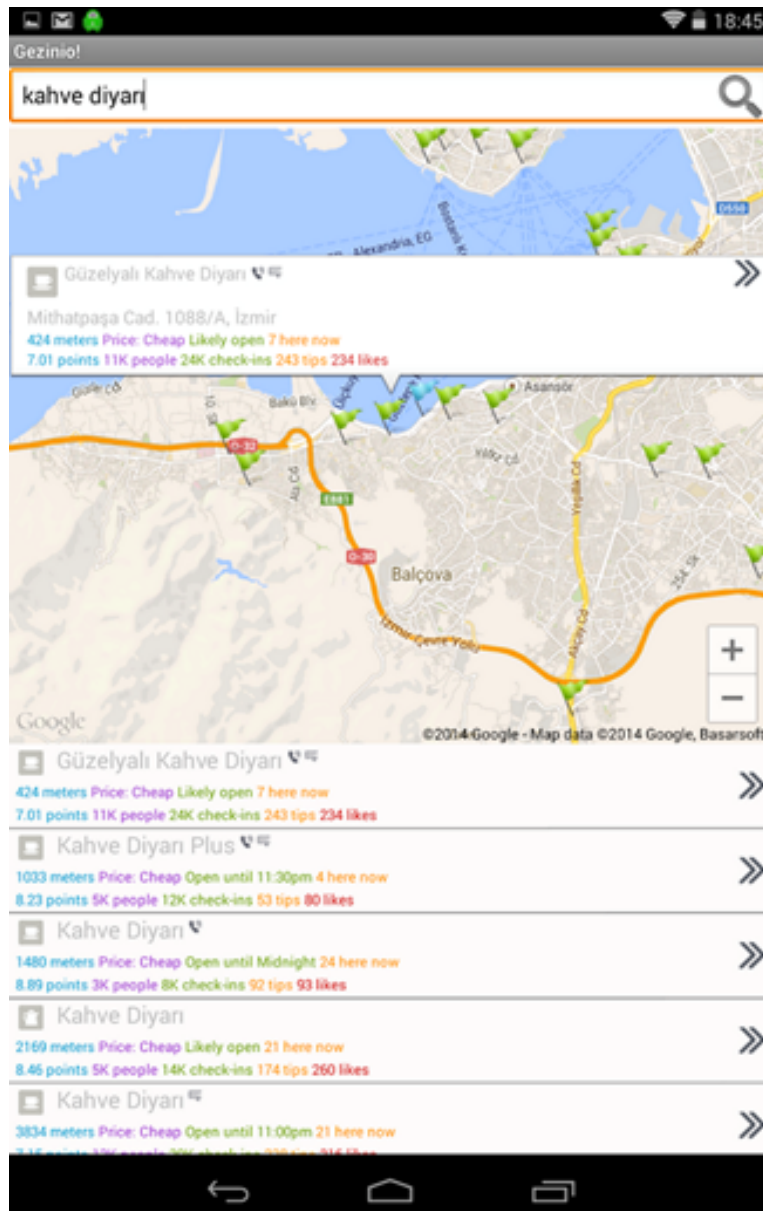 18:45
Gezinio!
kahve diyarı
D550
Bostanlı
Alexandria, EG
Güzelyalı Kahve Diyarı
Mithatpaşa Cad. 1088/A, İzmir
424 meters Price: Cheap Likely open 7 here now
7.01 points 11K people 24K check-ins 243 tips 234 likes
Asansör
Bakü Blv.
10. Sk
O-32
Yeşillik Cd
E881
O-30
Balçova
İzmir Çevre Yolu
Akçay Cd
+
−
Google
©2014 Google - Map data ©2014 Google, Basarsoft
Güzelyalı Kahve Diyarı
424 meters Price: Cheap Likely open 7 here now
7.01 points 11K people 24K check-ins 243 tips 234 likes
Kahve Diyarı Plus
1033 meters Price: Cheap Open until 11:30pm 4 here now
8.23 points 5K people 12K check-ins 53 tips 80 likes
Kahve Diyarı
1480 meters Price: Cheap Open until Midnight 24 here now
8.89 points 3K people 8K check-ins 92 tips 93 likes
Kahve Diyarı
2169 meters Price: Cheap Likely open 21 here now
8.46 points 5K people 14K check-ins 174 tips 260 likes
Kahve Diyarı
3834 meters Price: Cheap Open until 11:00pm 21 here now